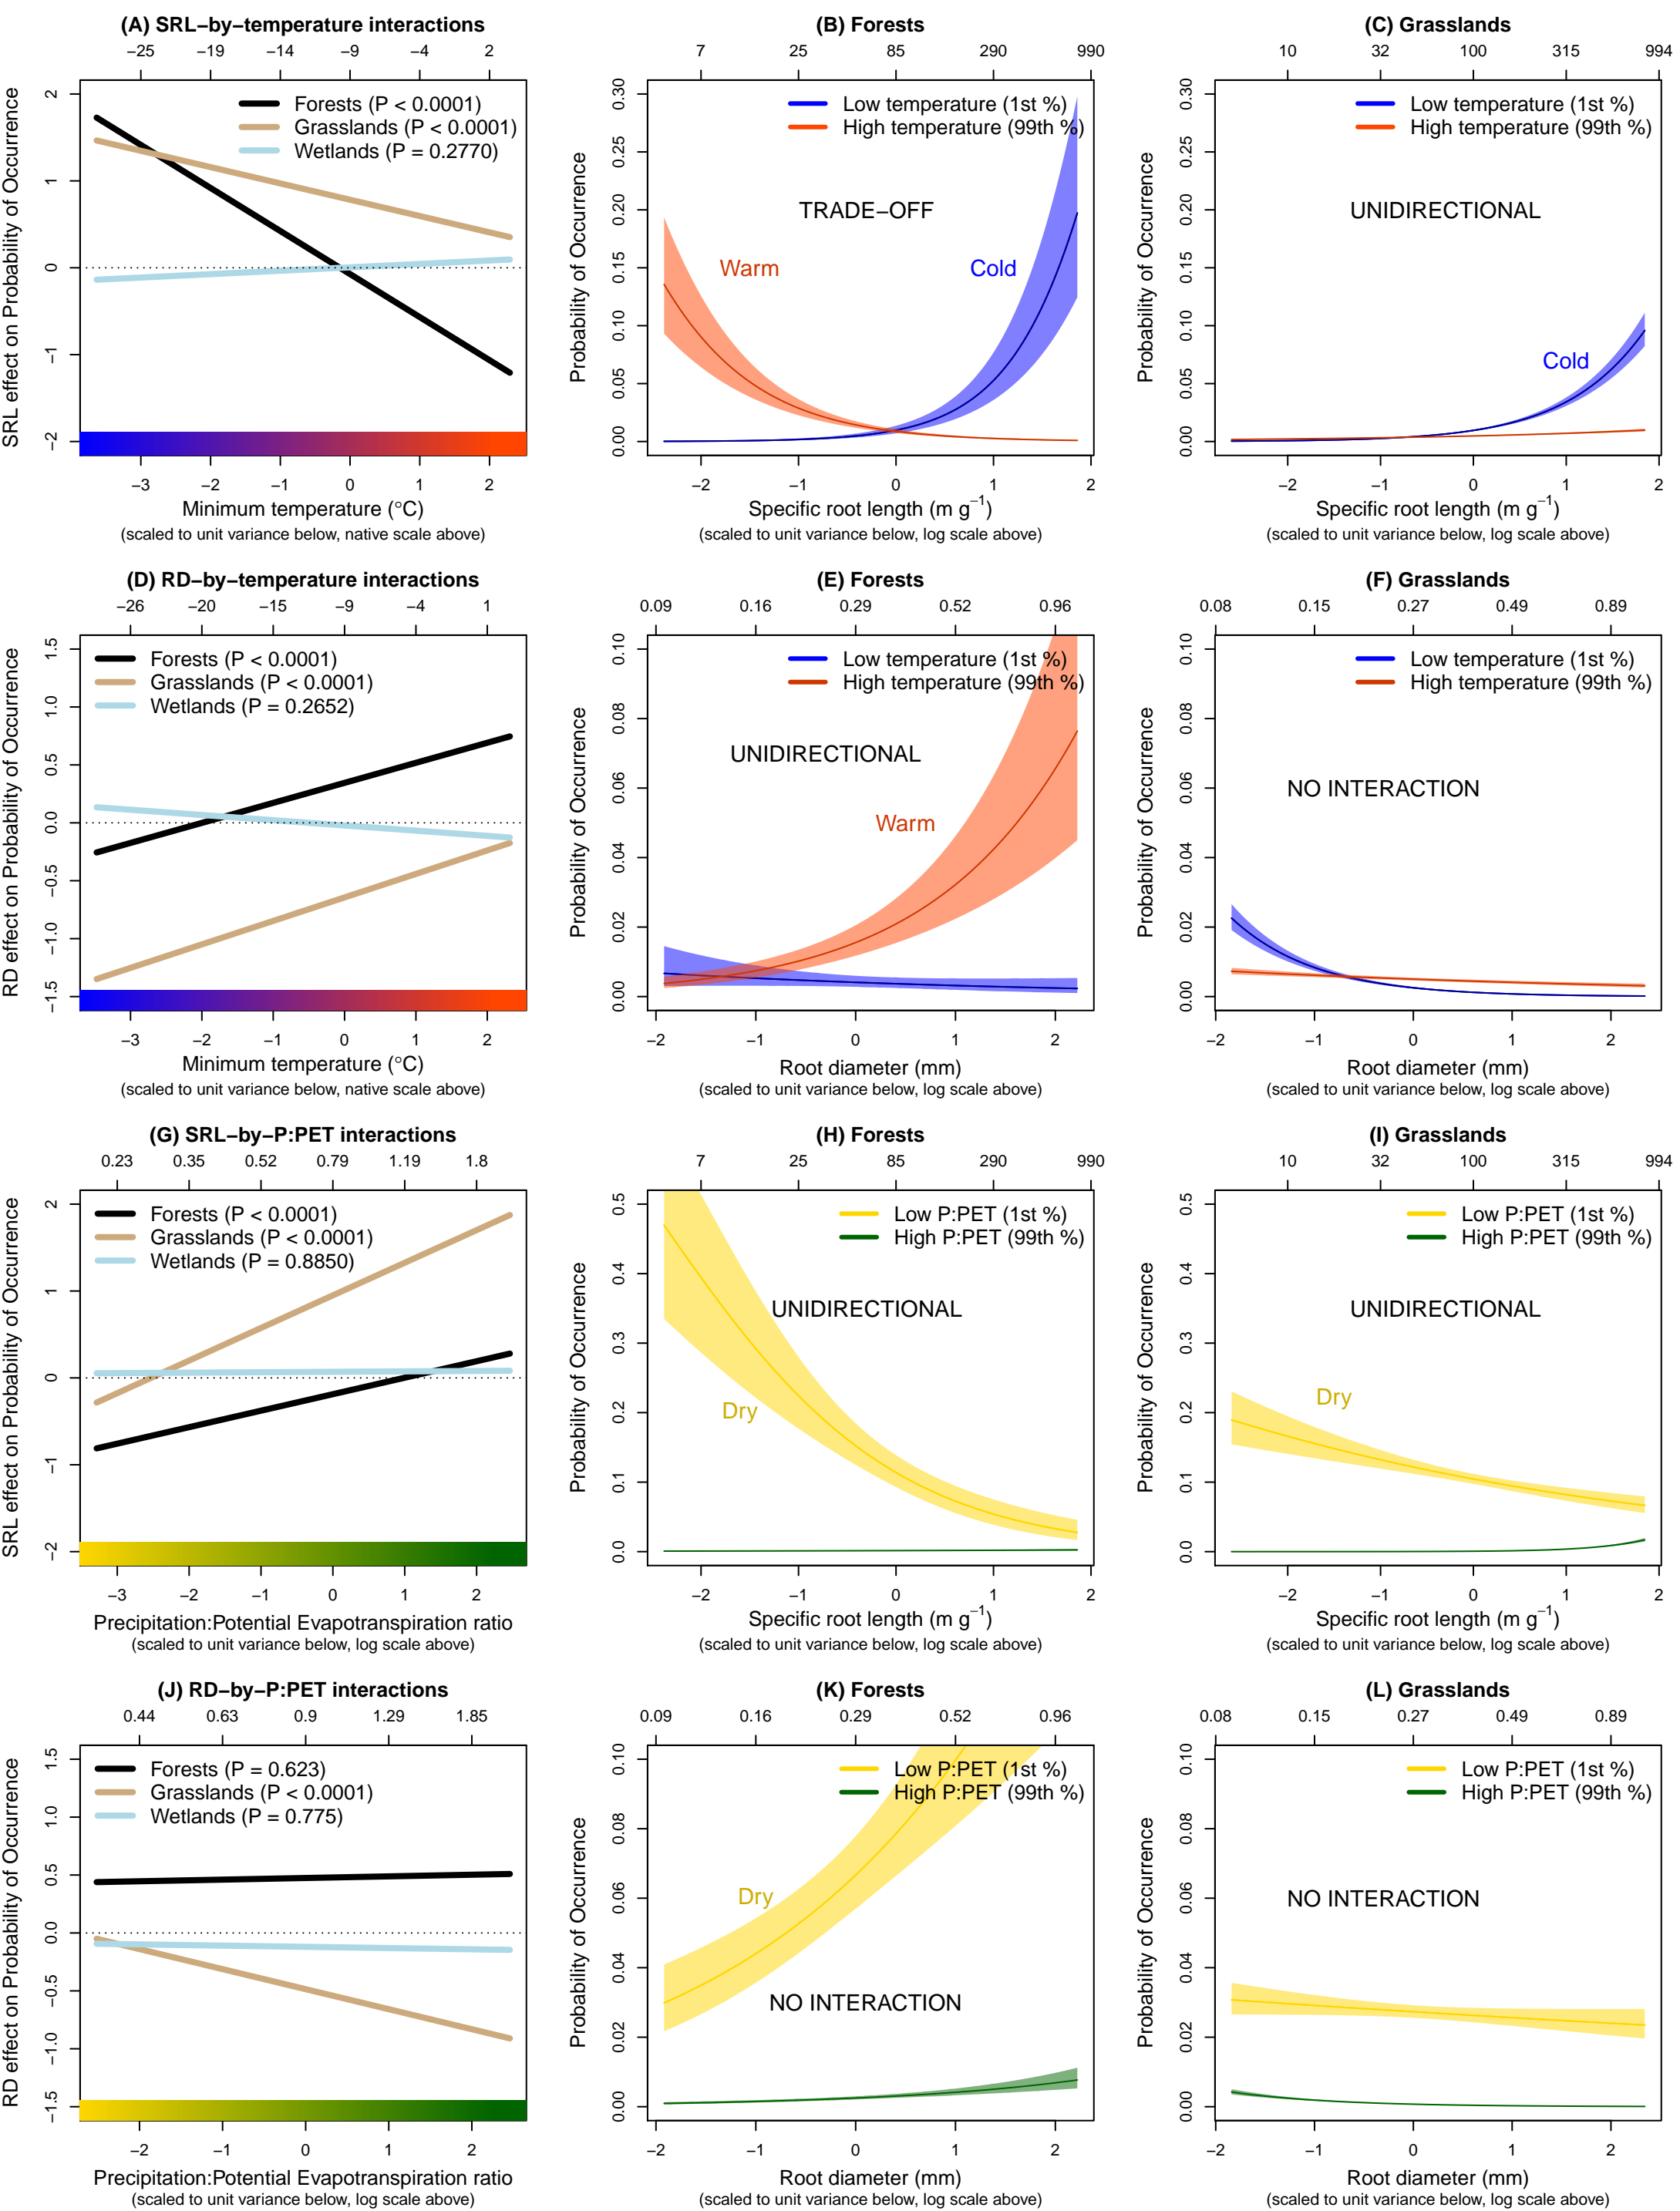 (A) SRL−by−temperature interactions
−25 −19 −14 −9 −4 2
SRL effect on Probability of Occurrence
2 1 0 −1 −2
Forests (P < 0.0001)
Grasslands (P < 0.0001)
Wetlands (P = 0.2770)
−3 −2 −1 0 1 2
Minimum temperature (°C)
(scaled to unit variance below, native scale above)
(B) Forests
7 25 85 290 990
Probability of Occurrence
0.30 0.25 0.20 0.15 0.10 0.05 0.00
Low temperature (1st %)
High temperature (99th %)
TRADE−OFF
Warm
Cold
−2 −1 0 1 2
Specific root length (m g−1)
(scaled to unit variance below, log scale above)
(C) Grasslands
10 32 100 315 994
Probability of Occurrence
0.30 0.25 0.20 0.15 0.10 0.05 0.00
Low temperature (1st %)
High temperature (99th %)
UNIDIRECTIONAL
Cold
−2 −1 0 1 2
Specific root length (m g−1)
(scaled to unit variance below, log scale above)
(D) RD−by−temperature interactions
−26 −20 −15 −9 −4 1
RD effect on Probability of Occurrence
1.5 1.0 0.5 0.0 −0.5 −1.0 −1.5
Forests (P < 0.0001)
Grasslands (P < 0.0001)
Wetlands (P = 0.2652)
−3 −2 −1 0 1 2
Minimum temperature (°C)
(scaled to unit variance below, native scale above)
(E) Forests
0.09 0.16 0.29 0.52 0.96
Probability of Occurrence
0.10 0.08 0.06 0.04 0.02 0.00
Low temperature (1st %)
High temperature (99th %)
UNIDIRECTIONAL
Warm
−2 −1 0 1 2
Root diameter (mm)
(scaled to unit variance below, log scale above)
(F) Grasslands
0.08 0.15 0.27 0.49 0.89
Probability of Occurrence
0.10 0.08 0.06 0.04 0.02 0.00
Low temperature (1st %)
High temperature (99th %)
NO INTERACTION
−2 −1 0 1 2
Root diameter (mm)
(scaled to unit variance below, log scale above)
(G) SRL−by−P:PET interactions
0.23 0.35 0.52 0.79 1.19 1.8
SRL effect on Probability of Occurrence
2 1 0 −1 −2
Forests (P < 0.0001)
Grasslands (P < 0.0001)
Wetlands (P = 0.8850)
−3 −2 −1 0 1 2
Precipitation:Potential Evapotranspiration ratio
(scaled to unit variance below, log scale above)
(H) Forests
7 25 85 290 990
Probability of Occurrence
0.5 0.4 0.3 0.2 0.1 0.0
Low P:PET (1st %)
High P:PET (99th %)
UNIDIRECTIONAL
Dry
−2 −1 0 1 2
Specific root length (m g−1)
(scaled to unit variance below, log scale above)
(I) Grasslands
10 32 100 315 994
Probability of Occurrence
0.5 0.4 0.3 0.2 0.1 0.0
Low P:PET (1st %)
High P:PET (99th %)
UNIDIRECTIONAL
Dry
−2 −1 0 1 2
Specific root length (m g−1)
(scaled to unit variance below, log scale above)
(J) RD−by−P:PET interactions
0.44 0.63 0.9 1.29 1.85
RD effect on Probability of Occurrence
1.5 1.0 0.5 0.0 −0.5 −1.0 −1.5
Forests (P = 0.623)
Grasslands (P < 0.0001)
Wetlands (P = 0.775)
−2 −1 0 1 2
Precipitation:Potential Evapotranspiration ratio
(scaled to unit variance below, log scale above)
(K) Forests
0.09 0.16 0.29 0.52 0.96
Probability of Occurrence
0.10 0.08 0.06 0.04 0.02 0.00
Low P:PET (1st %)
High P:PET (99th %)
Dry
NO INTERACTION
−2 −1 0 1 2
Root diameter (mm)
(scaled to unit variance below, log scale above)
(L) Grasslands
0.08 0.15 0.27 0.49 0.89
Probability of Occurrence
0.10 0.08 0.06 0.04 0.02 0.00
Low P:PET (1st %)
High P:PET (99th %)
NO INTERACTION
−2 −1 0 1 2
Root diameter (mm)
(scaled to unit variance below, log scale above)